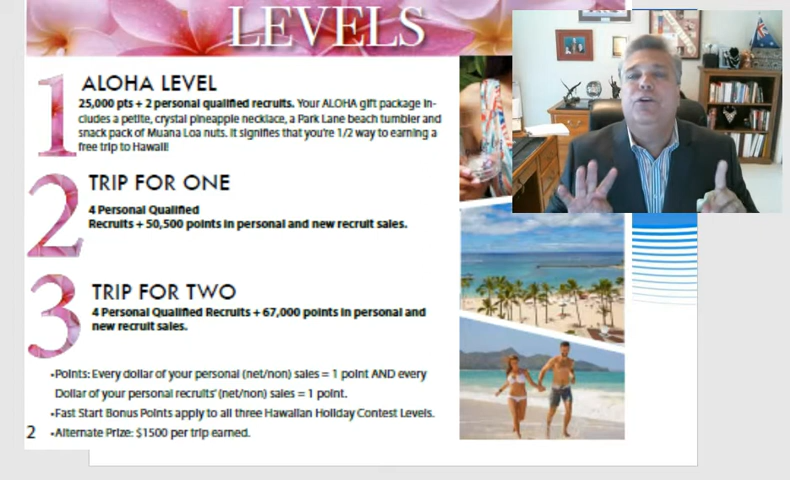 LEVELS
1 ALOHA LEVEL
25,000 pts + 2 personal qualified recruits. Your ALOHA gift package in-
cludes a petite, crystal pineapple necklace, a Park Lane beach tumbler and
snack pack of Muana Loa nuts. It signifies that you're 1/2 way to earning a
free trip to Hawaii!
2 TRIP FOR ONE
4 Personal Qualified
Recruits + 50,500 points in personal and new recruit sales.
3 TRIP FOR TWO
4 Personal Qualified Recruits + 67,000 points in personal and
new recruit sales.
•Points: Every dollar of your personal (net/non) sales = 1 point AND every
Dollar of your personal recruits' (net/non) sales = 1 point.
•Fast Start Bonus Points apply to all three Hawaiian Holiday Contest Levels.
•Alternate Prize: $1500 per trip earned.
2